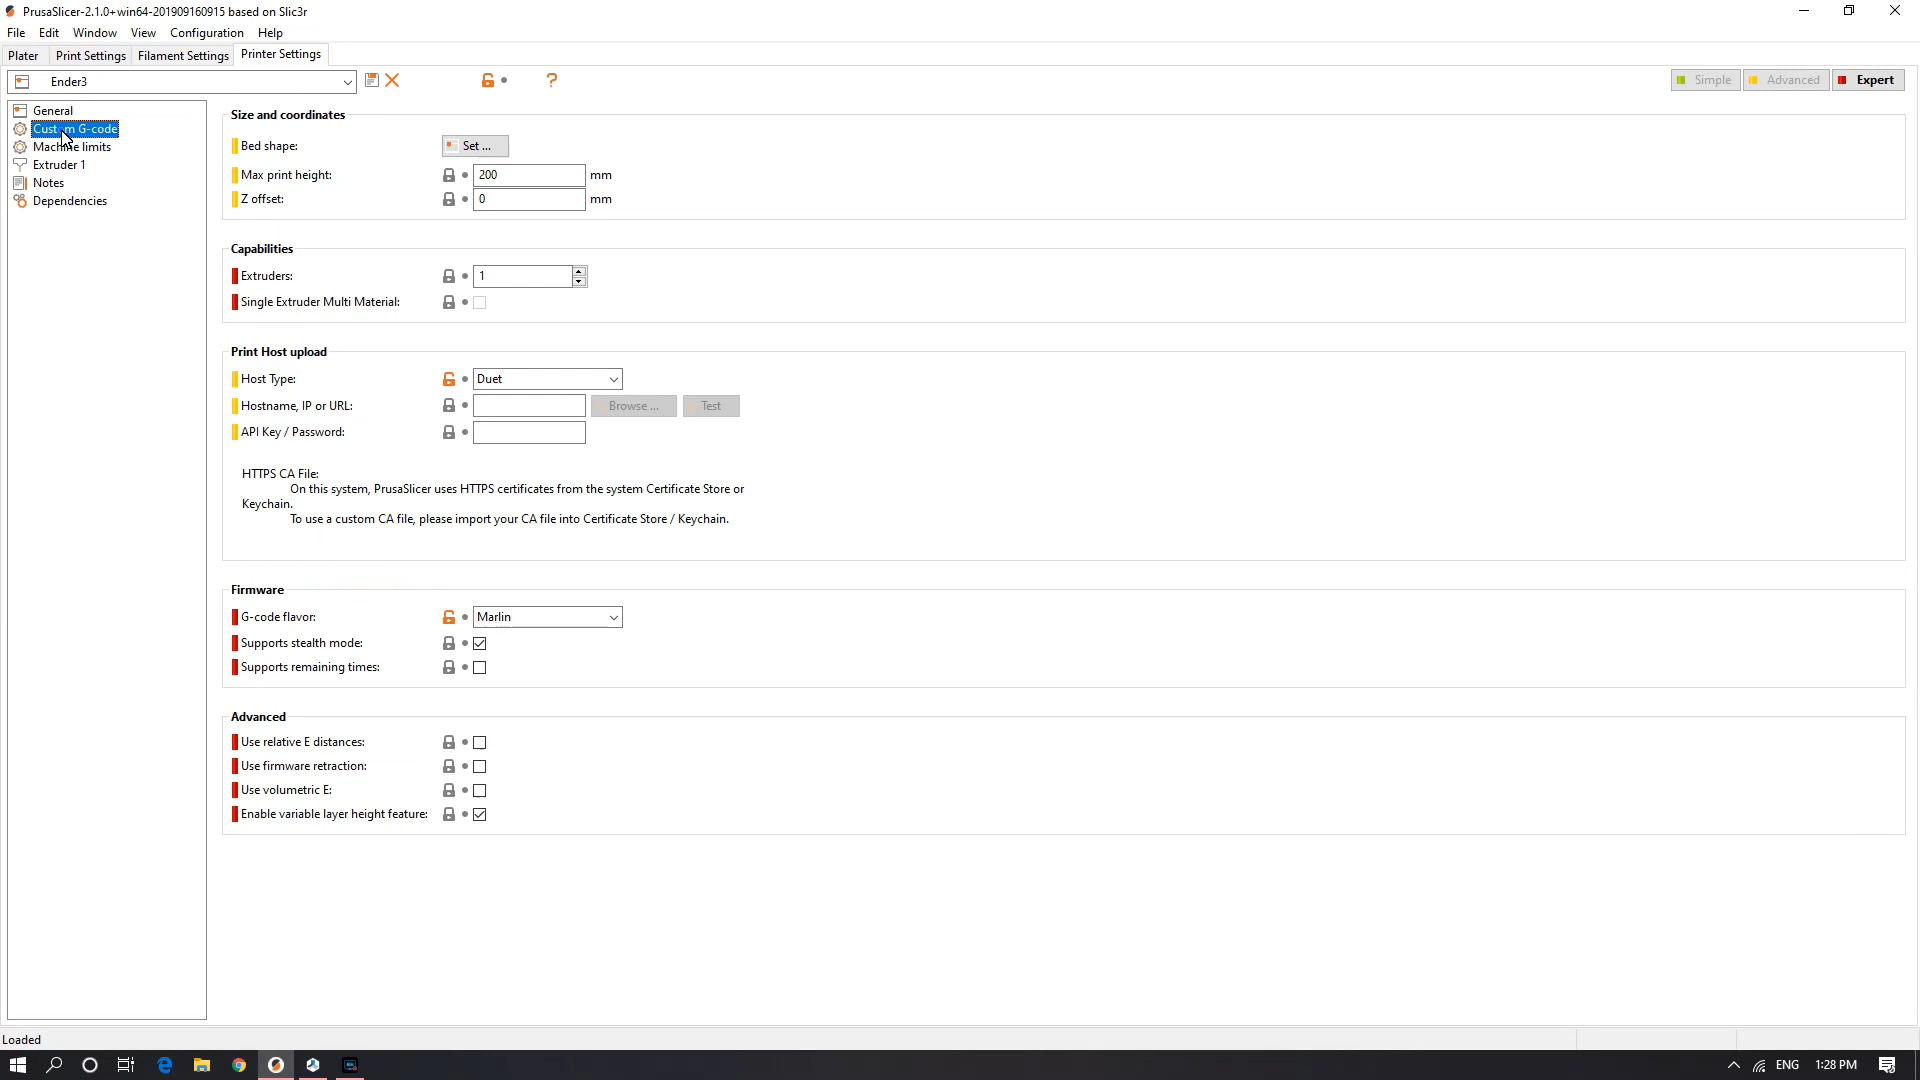 PrusaSlicer-2.1.0+win64-201909160915 based on Slic3r
File Edit Window View Configuration Help
Plater Print Settings Filament Settings Printer Settings
Ender3 ? Simple Advanced Expert
General
Custom G-code
Machine limits
Extruder 1
Notes
Dependencies
Size and coordinates
Bed shape: Set ...
Max print height: 200 mm
Z offset: 0 mm
Capabilities
Extruders: 1
Single Extruder Multi Material:
Print Host upload
Host Type: Duet
Hostname, IP or URL: Browse ... Test
API Key / Password:
HTTPS CA File:
On this system, PrusaSlicer uses HTTPS certificates from the system Certificate Store or
Keychain.
To use a custom CA file, please import your CA file into Certificate Store / Keychain.
Firmware
G-code flavor: Marlin
Supports stealth mode:
Supports remaining times:
Advanced
Use relative E distances:
Use firmware retraction:
Use volumetric E:
Enable variable layer height feature:
Loaded
ENG 1:28 PM